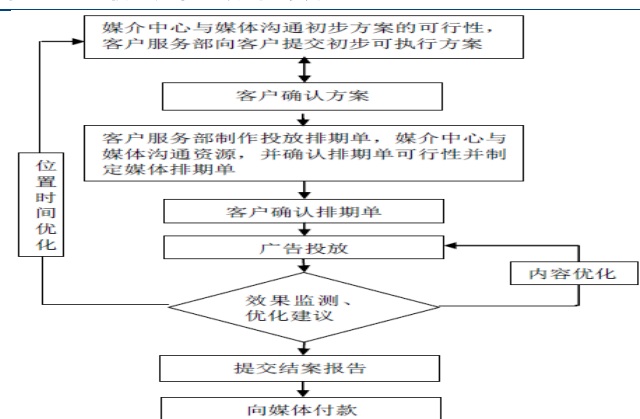 媒介中心与媒体沟通初步方案的可行性，
客户服务部向客户提交初步可执行方案
客户确认方案
客户服务部制作投放排期单，媒介中心与
媒体沟通资源，并确认排期单可行性并制
定媒体排期单
位置时间优化
客户确认排期单
广告投放
内容优化
效果监测、
优化建议
提交结案报告
向媒体付款